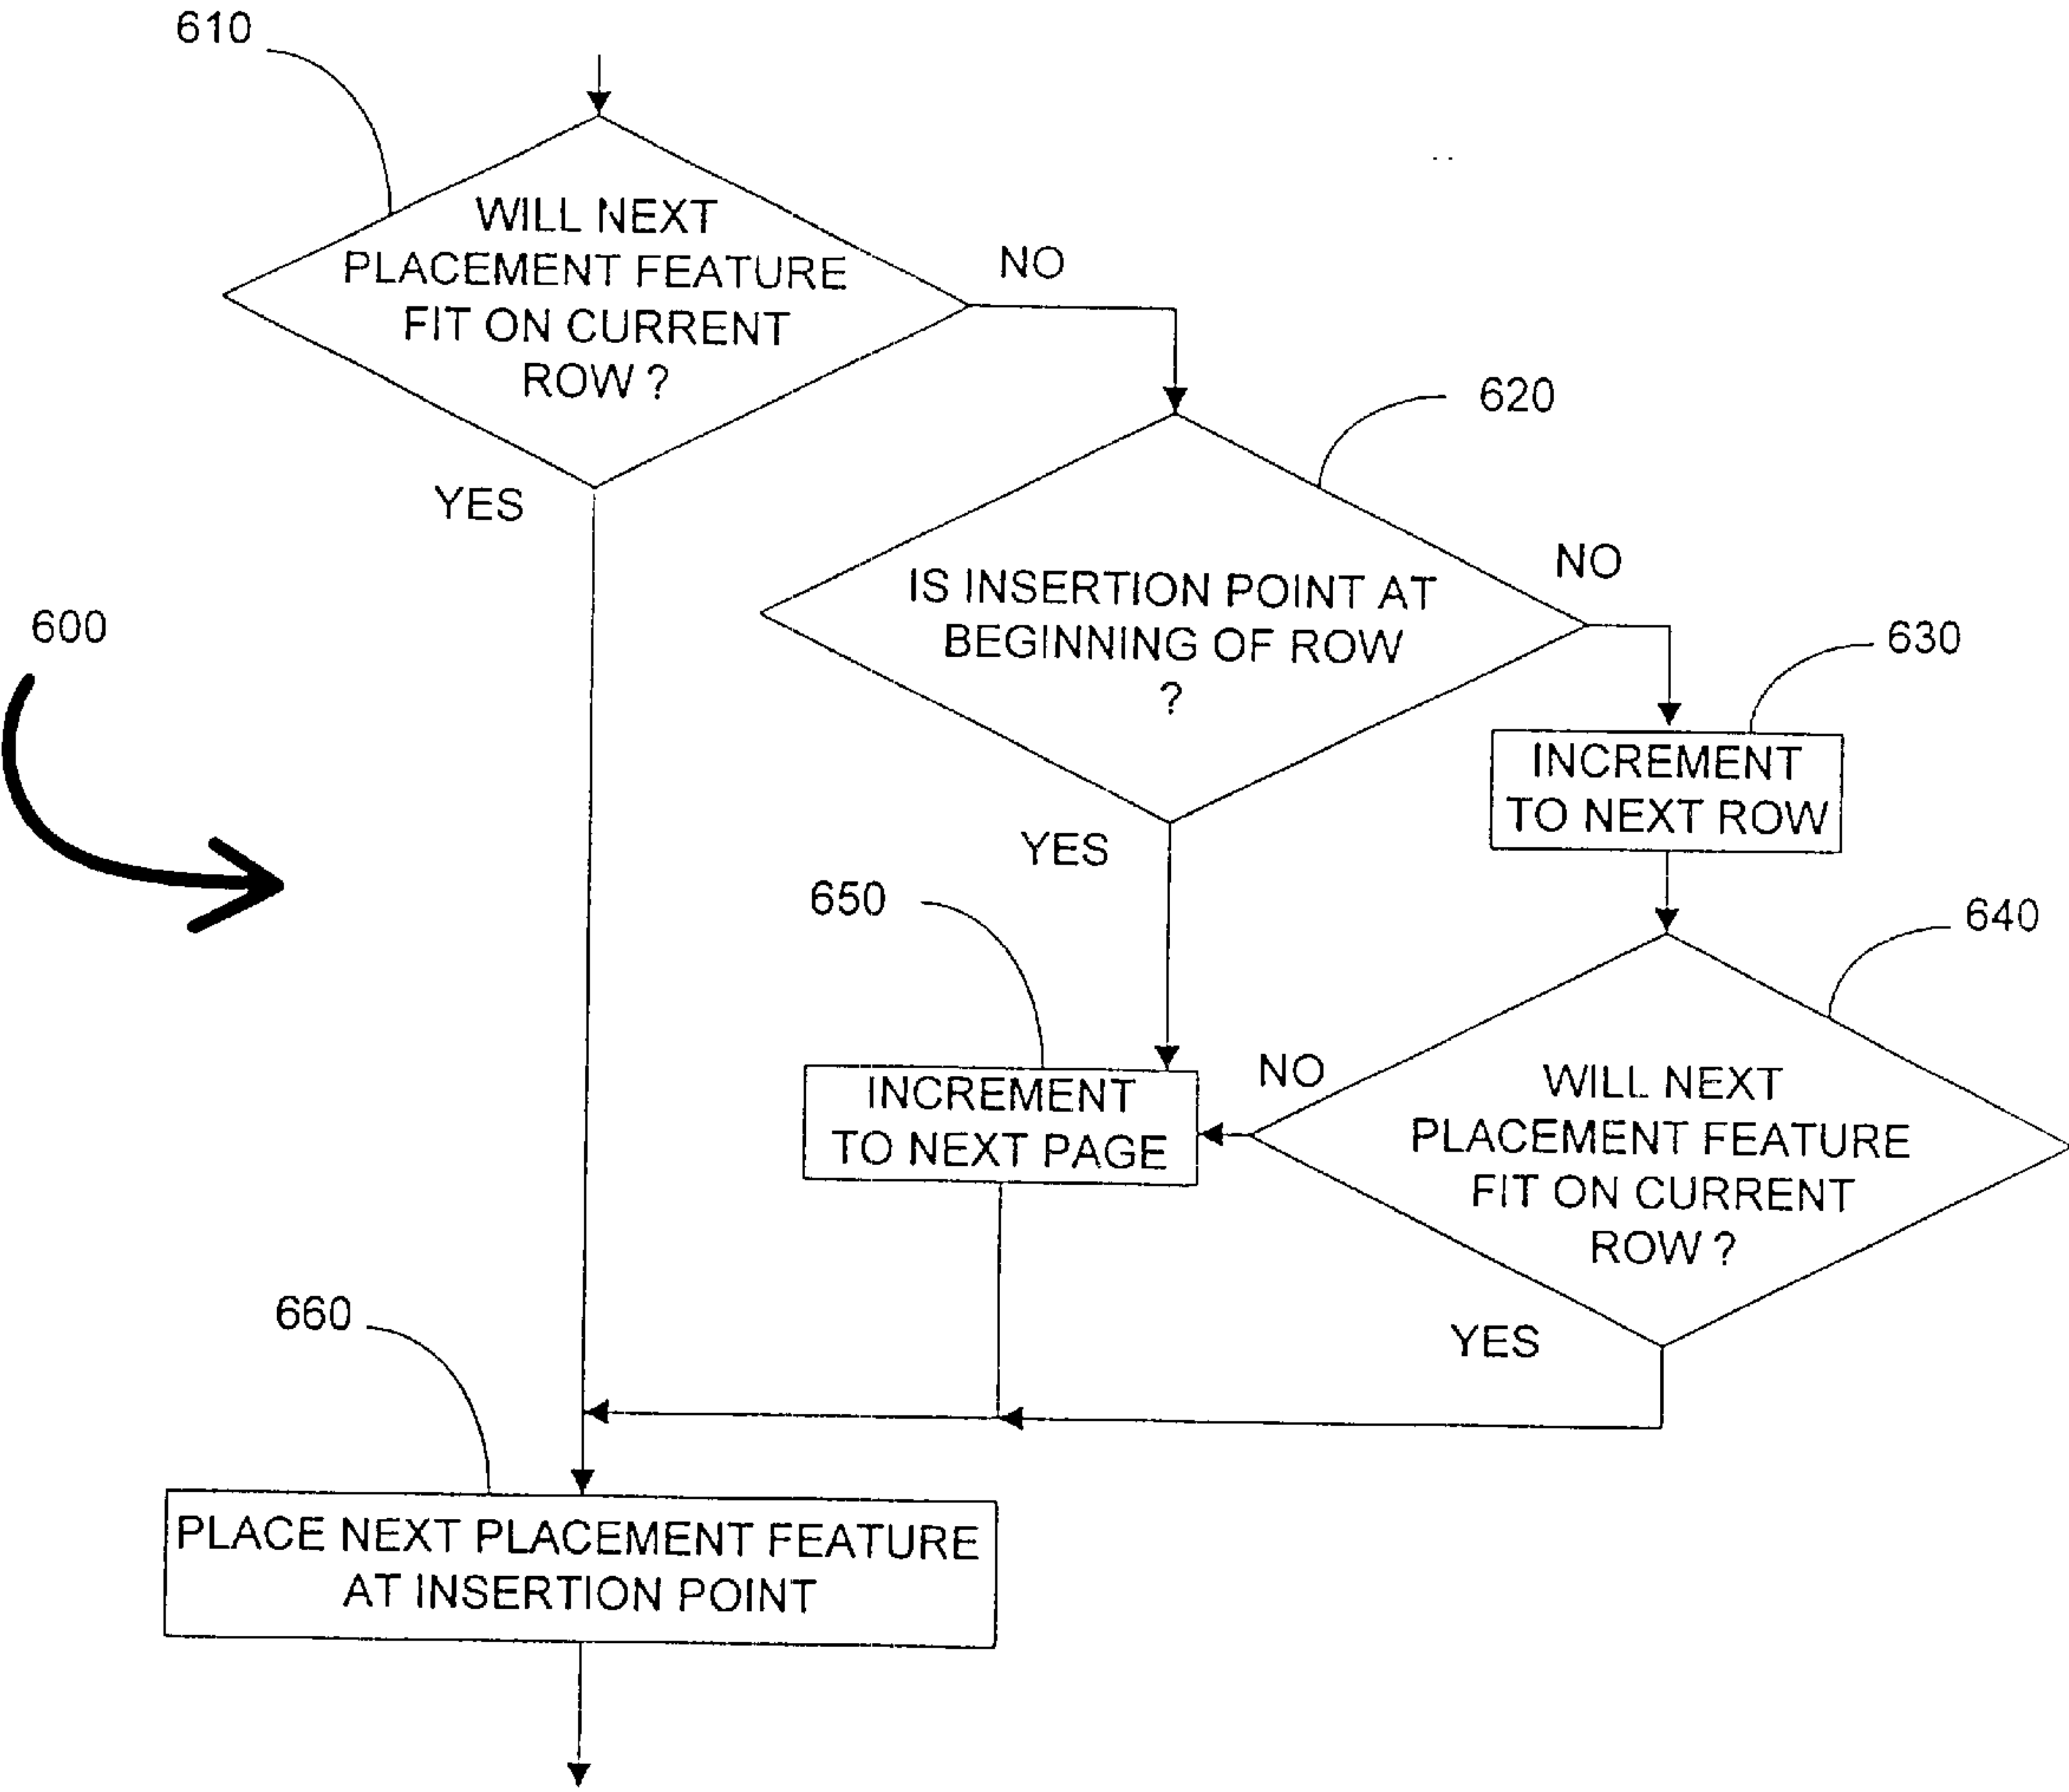 610
WILL NEXT
PLACEMENT FEATURE
FIT ON CURRENT
ROW ?
NO
YES
620
IS INSERTION POINT AT
BEGINNING OF ROW
?
NO
YES
600
630
INCREMENT
TO NEXT ROW
650
INCREMENT
TO NEXT PAGE
640
NO
WILL NEXT
PLACEMENT FEATURE
FIT ON CURRENT
ROW ?
YES
660
PLACE NEXT PLACEMENT FEATURE
AT INSERTION POINT